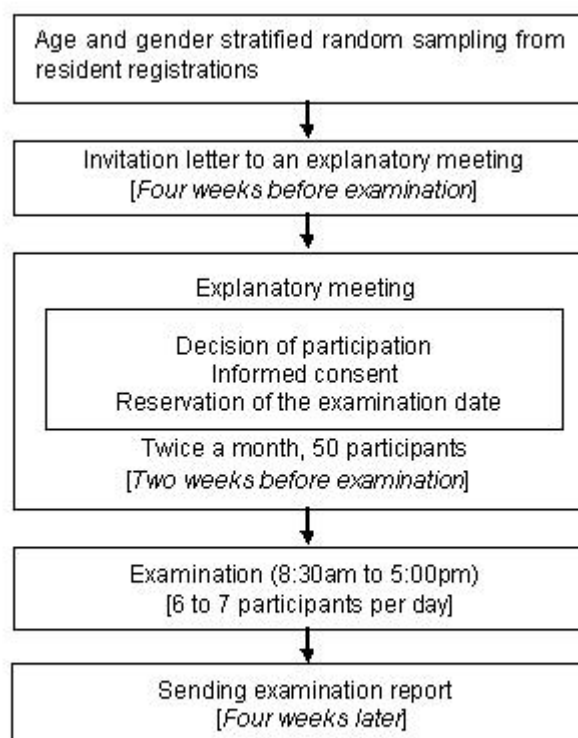 Age and gender stratified random sampling from
resident registrations
Invitation letter to an explanatory meeting
[Four weeks before examination]
Explanatory meeting
Decision of participation
Informed consent
Reservation of the examination date
Twice a month, 50 participants
[Two weeks before examination]
Examination (8:30am to 5:00pm)
[6 to 7 participants per day]
Sending examination report
[Four weeks later]